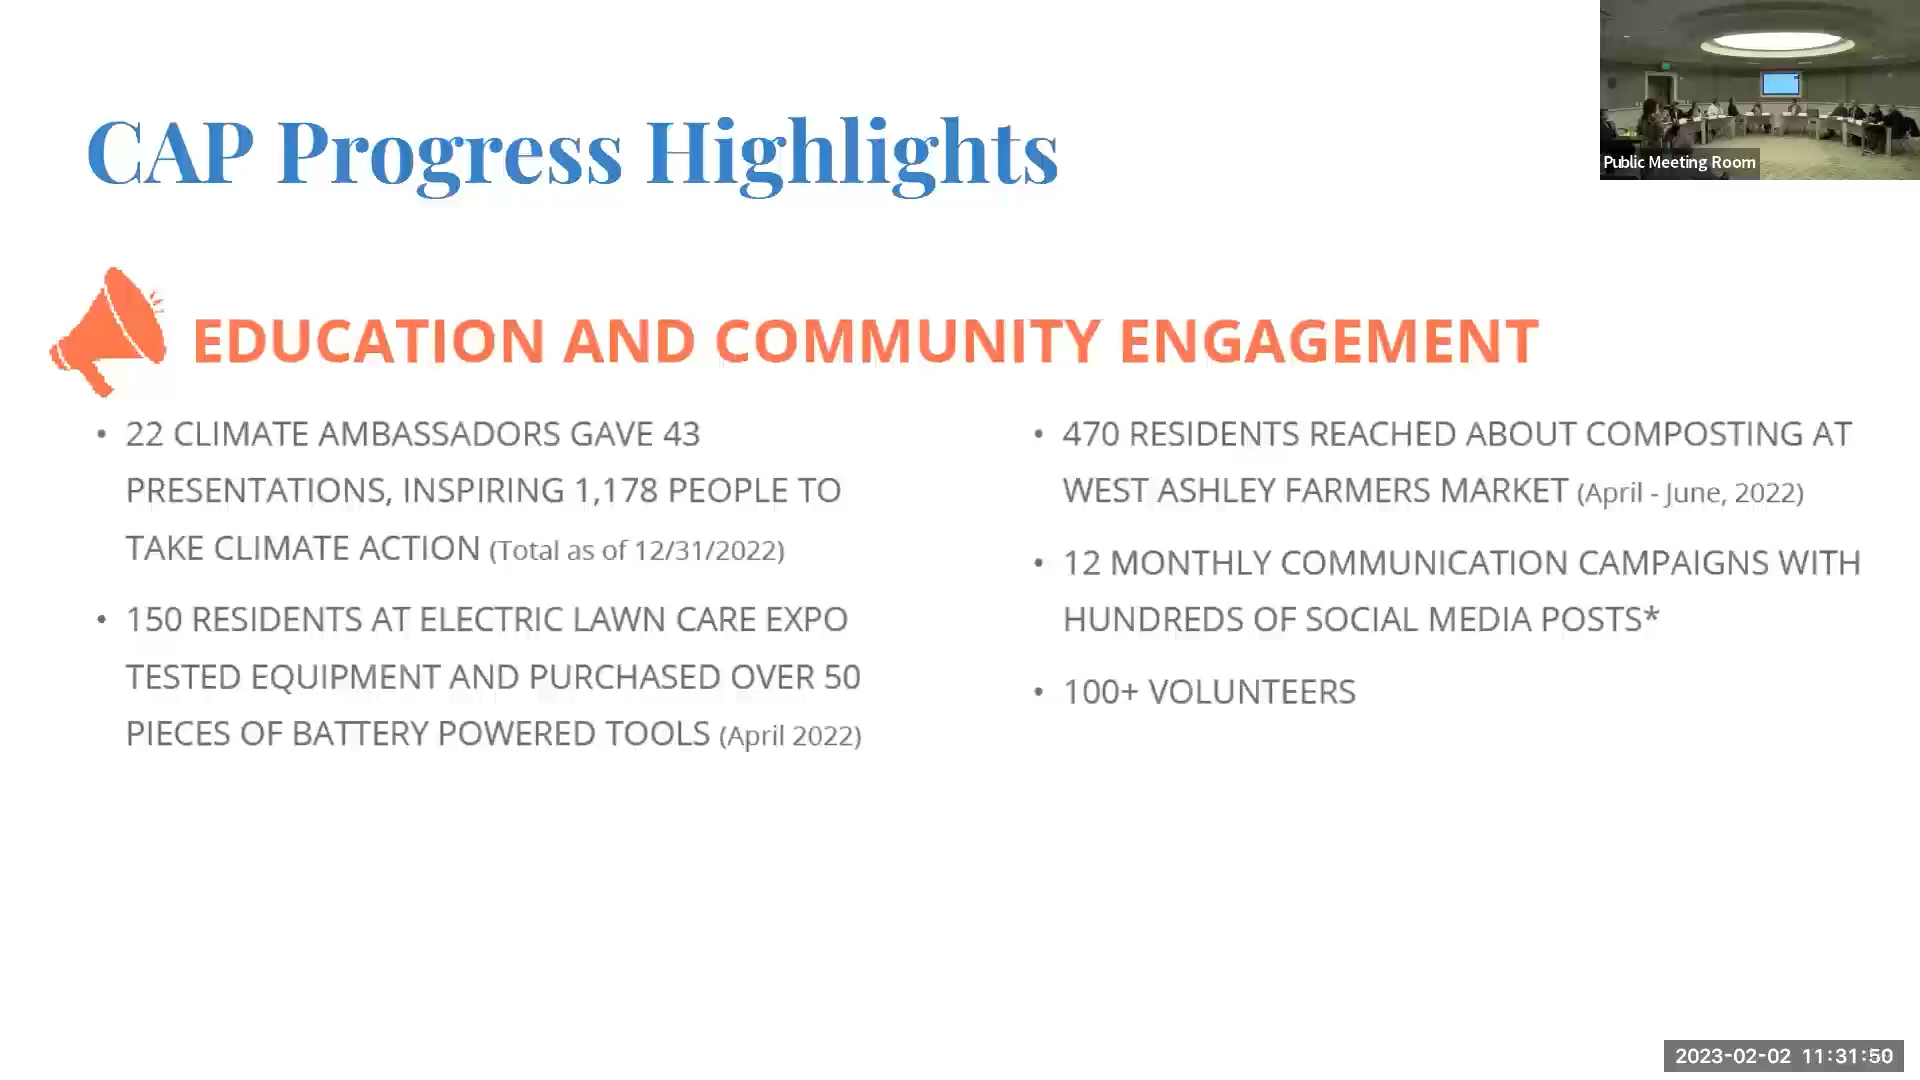 CAP Progress Highlights
Public Meeting Room
EDUCATION AND COMMUNITY ENGAGEMENT
• 22 CLIMATE AMBASSADORS GAVE 43
PRESENTATIONS, INSPIRING 1,178 PEOPLE TO
TAKE CLIMATE ACTION (Total as of 12/31/2022)
• 150 RESIDENTS AT ELECTRIC LAWN CARE EXPO
TESTED EQUIPMENT AND PURCHASED OVER 50
PIECES OF BATTERY POWERED TOOLS (April 2022)
• 470 RESIDENTS REACHED ABOUT COMPOSTING AT
WEST ASHLEY FARMERS MARKET (April - June, 2022)
• 12 MONTHLY COMMUNICATION CAMPAIGNS WITH
HUNDREDS OF SOCIAL MEDIA POSTS*
• 100+ VOLUNTEERS
2023-02-02 11:31:50